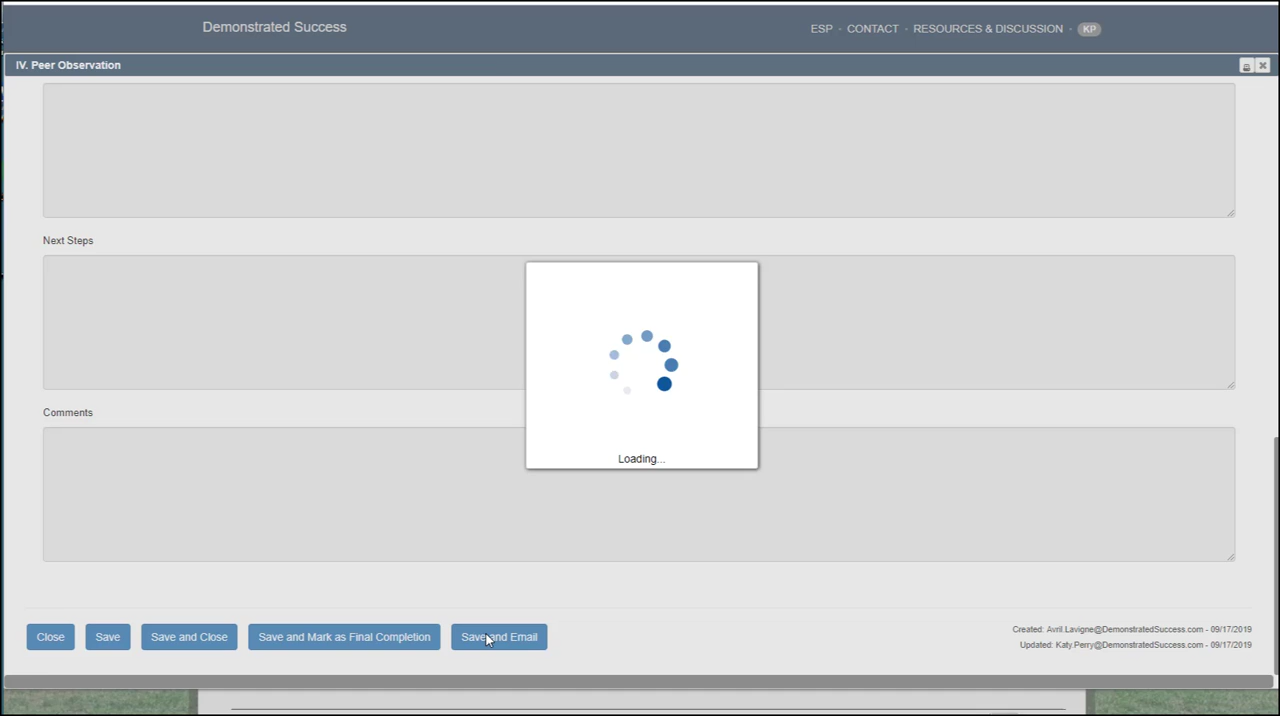 Demonstrated Success
ESP - CONTACT - RESOURCES & DISCUSSION - KP
IV. Peer Observation
Next Steps
Loading...
Comments
Close Save Save and Close Save and Mark as Final Completion Save and Email
Created: Avril.Lavigne@DemonstratedSuccess.com - 09/17/2019
Updated: Katy.Perry@DemonstratedSuccess.com - 09/17/2019